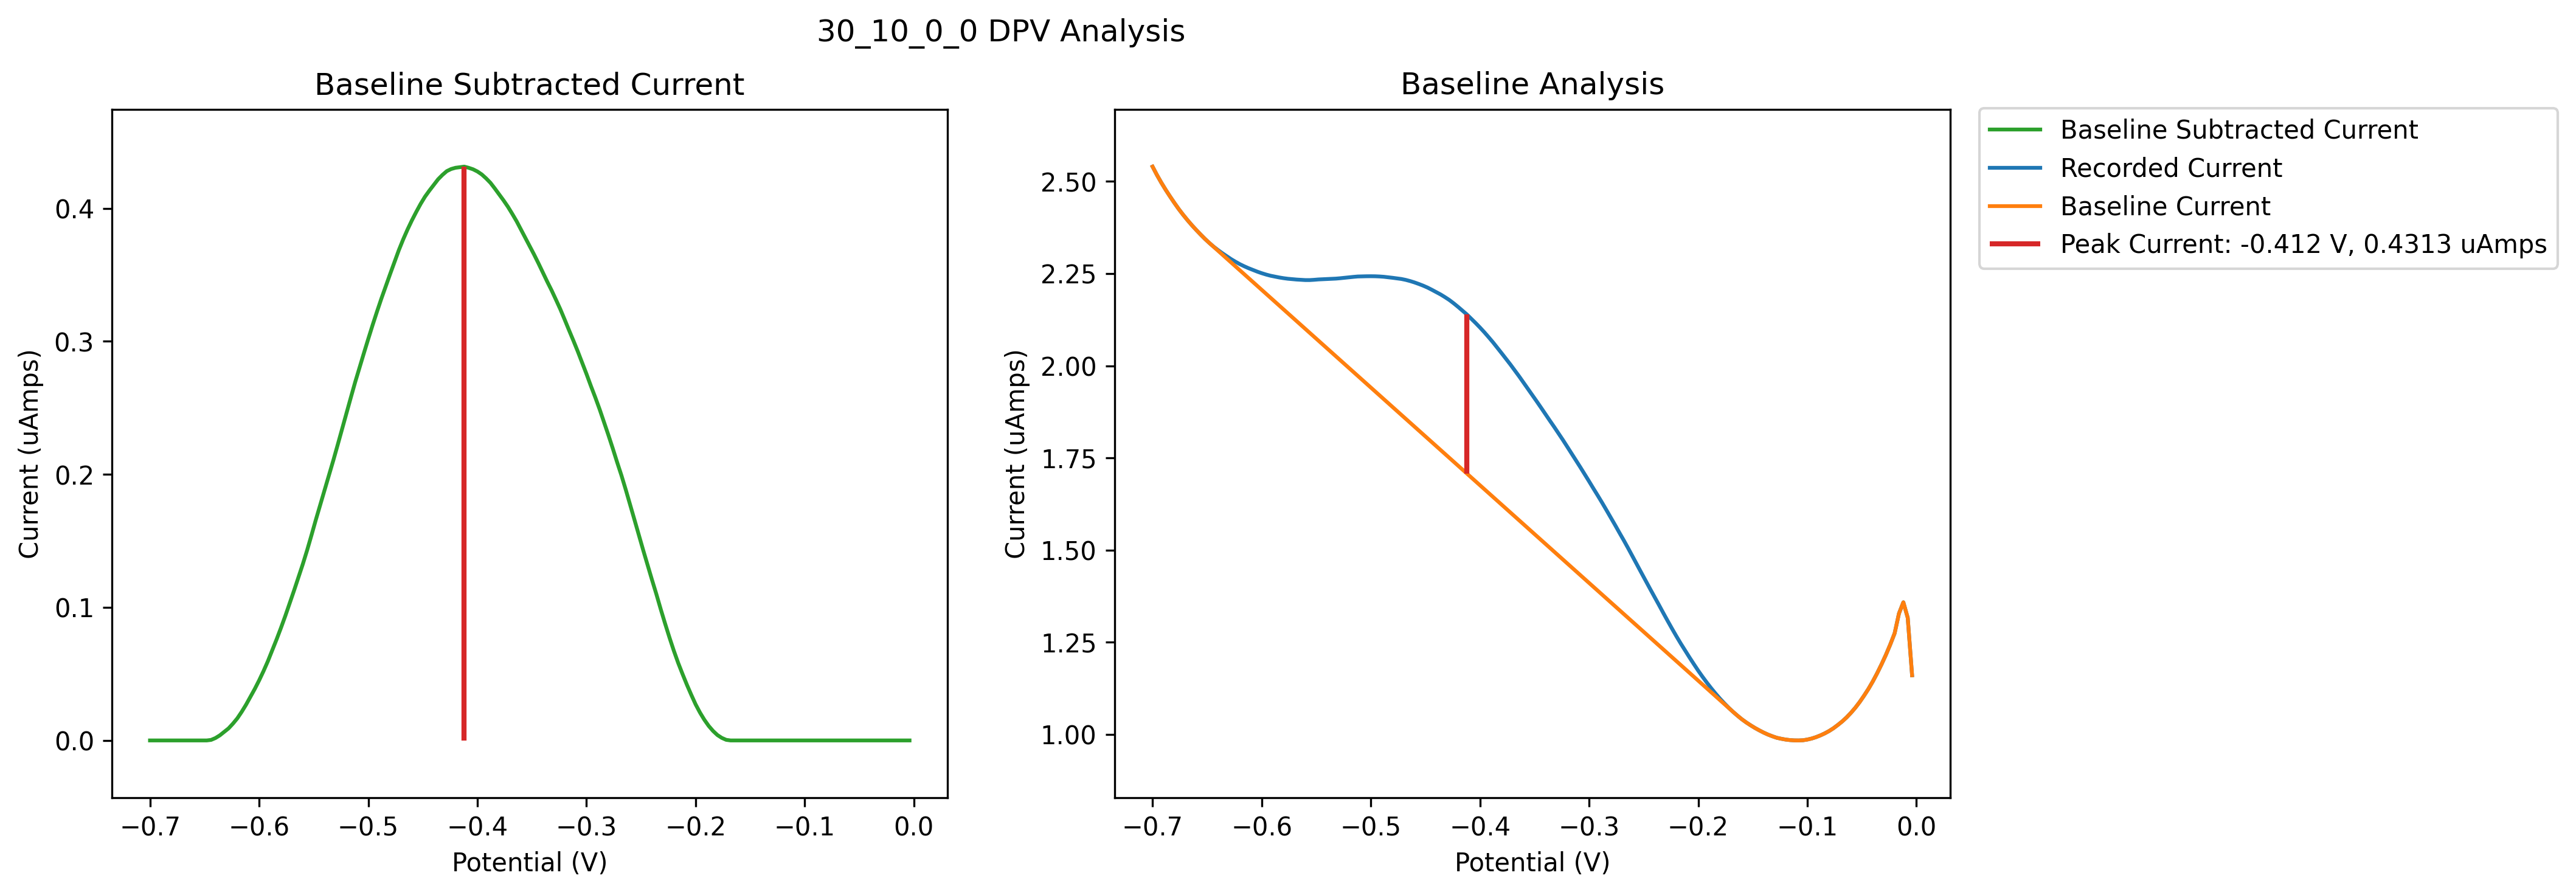 30_10_0_0 DPV Analysis
Baseline Subtracted Current
Current (uAmps)
0.4
0.3
0.2
0.1
0.0
−0.7 −0.6 −0.5 −0.4 −0.3 −0.2 −0.1 0.0
Potential (V)
Baseline Analysis
Current (uAmps)
2.50
2.25
2.00
1.75
1.50
1.25
1.00
−0.7 −0.6 −0.5 −0.4 −0.3 −0.2 −0.1 0.0
Potential (V)
Baseline Subtracted Current
Recorded Current
Baseline Current
Peak Current: -0.412 V, 0.4313 uAmps